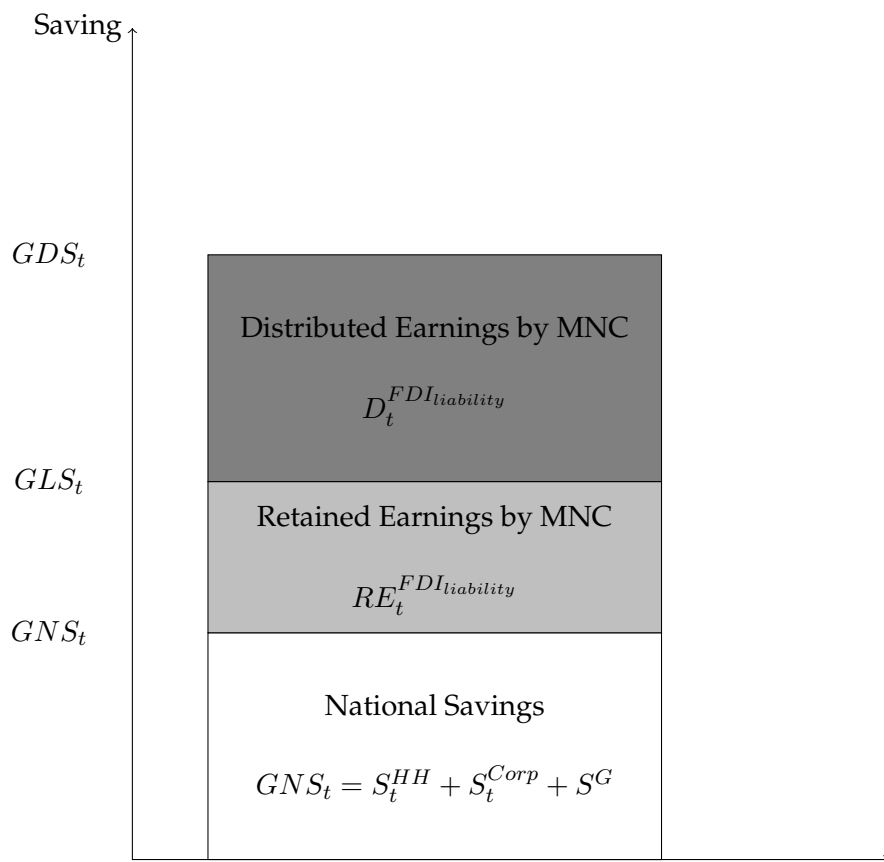 Saving
$GDS_t$
Distributed Earnings by MNC
$D_t^{FDI_{liability}}$
$GLS_t$
Retained Earnings by MNC
$RE_t^{FDI_{liability}}$
$GNS_t$
National Savings
$GNS_t = S_t^{HH} + S_t^{Corp} + S^G$